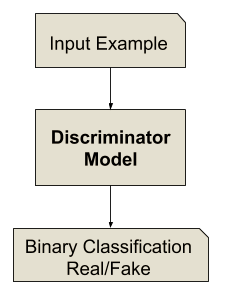 Input Example
Discriminator
Model
Binary Classification
Real/Fake